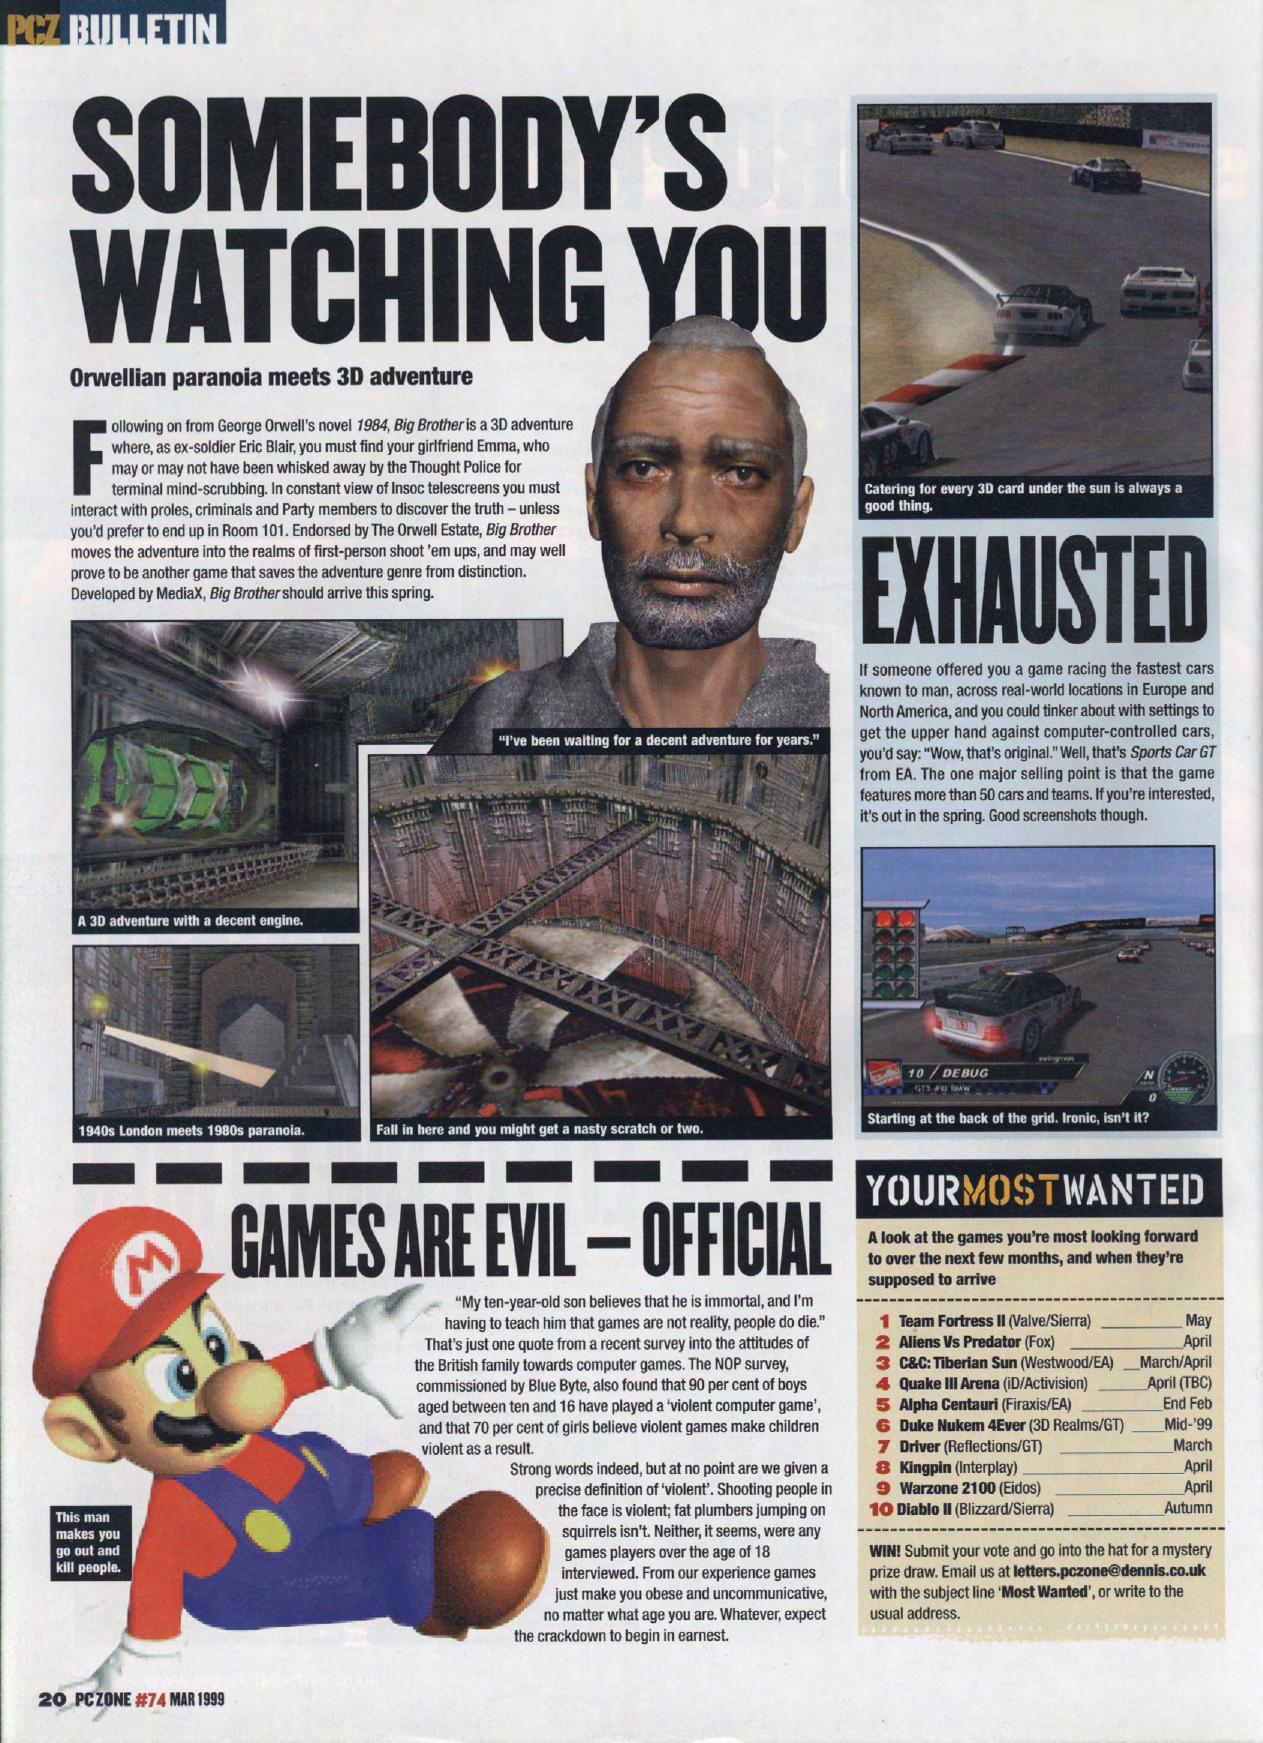 PCZ BULLETIN
SOMEBODY'S
WATCHING YOU
Orwellian paranoia meets 3D adventure
Following on from George Orwell's novel 1984, Big Brother is a 3D adventure
where, as ex-soldier Eric Blair, you must find your girlfriend Emma, who
may or may not have been whisked away by the Thought Police for
terminal mind-scrubbing. In constant view of Insoc telescreens you must
interact with proles, criminals and Party members to discover the truth – unless
you'd prefer to end up in Room 101. Endorsed by The Orwell Estate, Big Brother
moves the adventure into the realms of first-person shoot 'em ups, and may well
prove to be another game that saves the adventure genre from distinction.
Developed by MediaX, Big Brother should arrive this spring.
"I've been waiting for a decent adventure for years."
A 3D adventure with a decent engine.
1940s London meets 1980s paranoia.
Fall in here and you might get a nasty scratch or two.
Catering for every 3D card under the sun is always a
good thing.
EXHAUSTED
If someone offered you a game racing the fastest cars
known to man, across real-world locations in Europe and
North America, and you could tinker about with settings to
get the upper hand against computer-controlled cars,
you'd say: "Wow, that's original." Well, that's Sports Car GT
from EA. The one major selling point is that the game
features more than 50 cars and teams. If you're interested,
it's out in the spring. Good screenshots though.
swingman
10 / DEBUG
GT3 #10 BMW
N
0
Starting at the back of the grid. Ironic, isn't it?
GAMES ARE EVIL – OFFICIAL
M
"My ten-year-old son believes that he is immortal, and I'm
having to teach him that games are not reality, people do die."
That's just one quote from a recent survey into the attitudes of
the British family towards computer games. The NOP survey,
commissioned by Blue Byte, also found that 90 per cent of boys
aged between ten and 16 have played a 'violent computer game',
and that 70 per cent of girls believe violent games make children
violent as a result.
Strong words indeed, but at no point are we given a
precise definition of 'violent'. Shooting people in
the face is violent; fat plumbers jumping on
squirrels isn't. Neither, it seems, were any
games players over the age of 18
interviewed. From our experience games
just make you obese and uncommunicative,
no matter what age you are. Whatever, expect
the crackdown to begin in earnest.
This man
makes you
go out and
kill people.
YOUR MOST WANTED
A look at the games you're most looking forward
to over the next few months, and when they're
supposed to arrive
1 Team Fortress II (Valve/Sierra) May
2 Aliens Vs Predator (Fox) April
3 C&C: Tiberian Sun (Westwood/EA) March/April
4 Quake III Arena (iD/Activision) April (TBC)
5 Alpha Centauri (Firaxis/EA) End Feb
6 Duke Nukem 4Ever (3D Realms/GT) Mid-'99
7 Driver (Reflections/GT) March
8 Kingpin (Interplay) April
9 Warzone 2100 (Eidos) April
10 Diablo II (Blizzard/Sierra) Autumn
WIN! Submit your vote and go into the hat for a mystery
prize draw. Email us at letters.pczone@dennis.co.uk
with the subject line 'Most Wanted', or write to the
usual address.
20 PC ZONE #74 MAR 1999